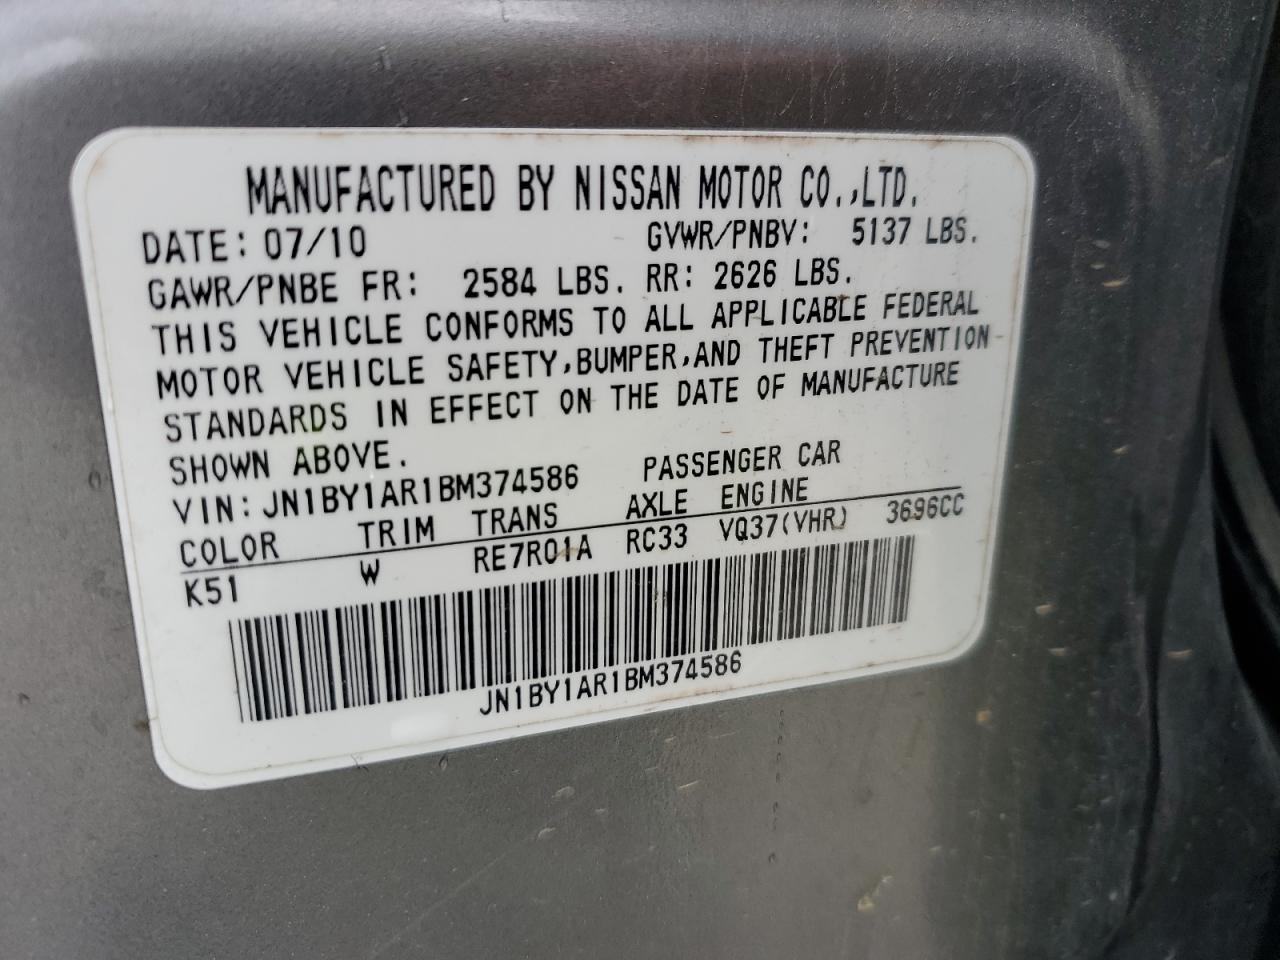 MANUFACTURED BY NISSAN MOTOR CO.,LTD.
DATE: 07/10 GVWR/PNBV: 5137 LBS.
GAWR/PNBE FR: 2584 LBS. RR: 2626 LBS.
THIS VEHICLE CONFORMS TO ALL APPLICABLE FEDERAL
MOTOR VEHICLE SAFETY,BUMPER,AND THEFT PREVENTION
STANDARDS IN EFFECT ON THE DATE OF MANUFACTURE
SHOWN ABOVE.
VIN: JN1BY1AR1BM374586 PASSENGER CAR
COLOR TRIM TRANS AXLE ENGINE
K51 W RE7R01A RC33 VQ37(VHR) 3696CC
JN1BY1AR1BM374586